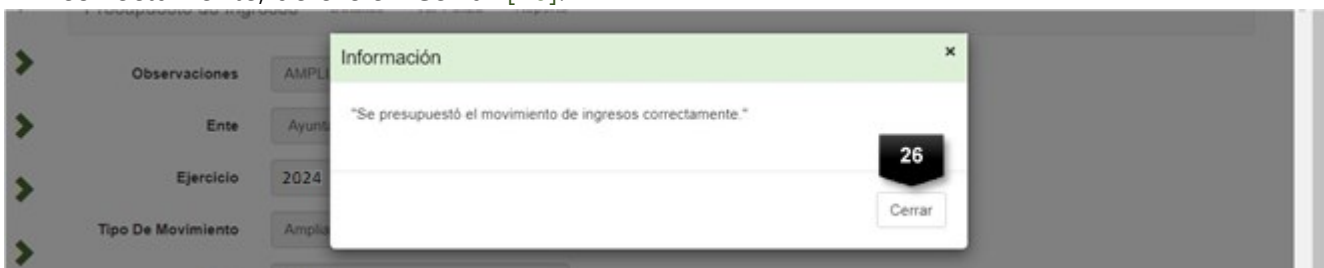 Información ×
Observaciones AMPLI
"Se presupuestó el movimiento de ingresos correctamente."
Ente Ayunt
26
Ejercicio 2024
Cerrar
Tipo De Movimiento Amplia